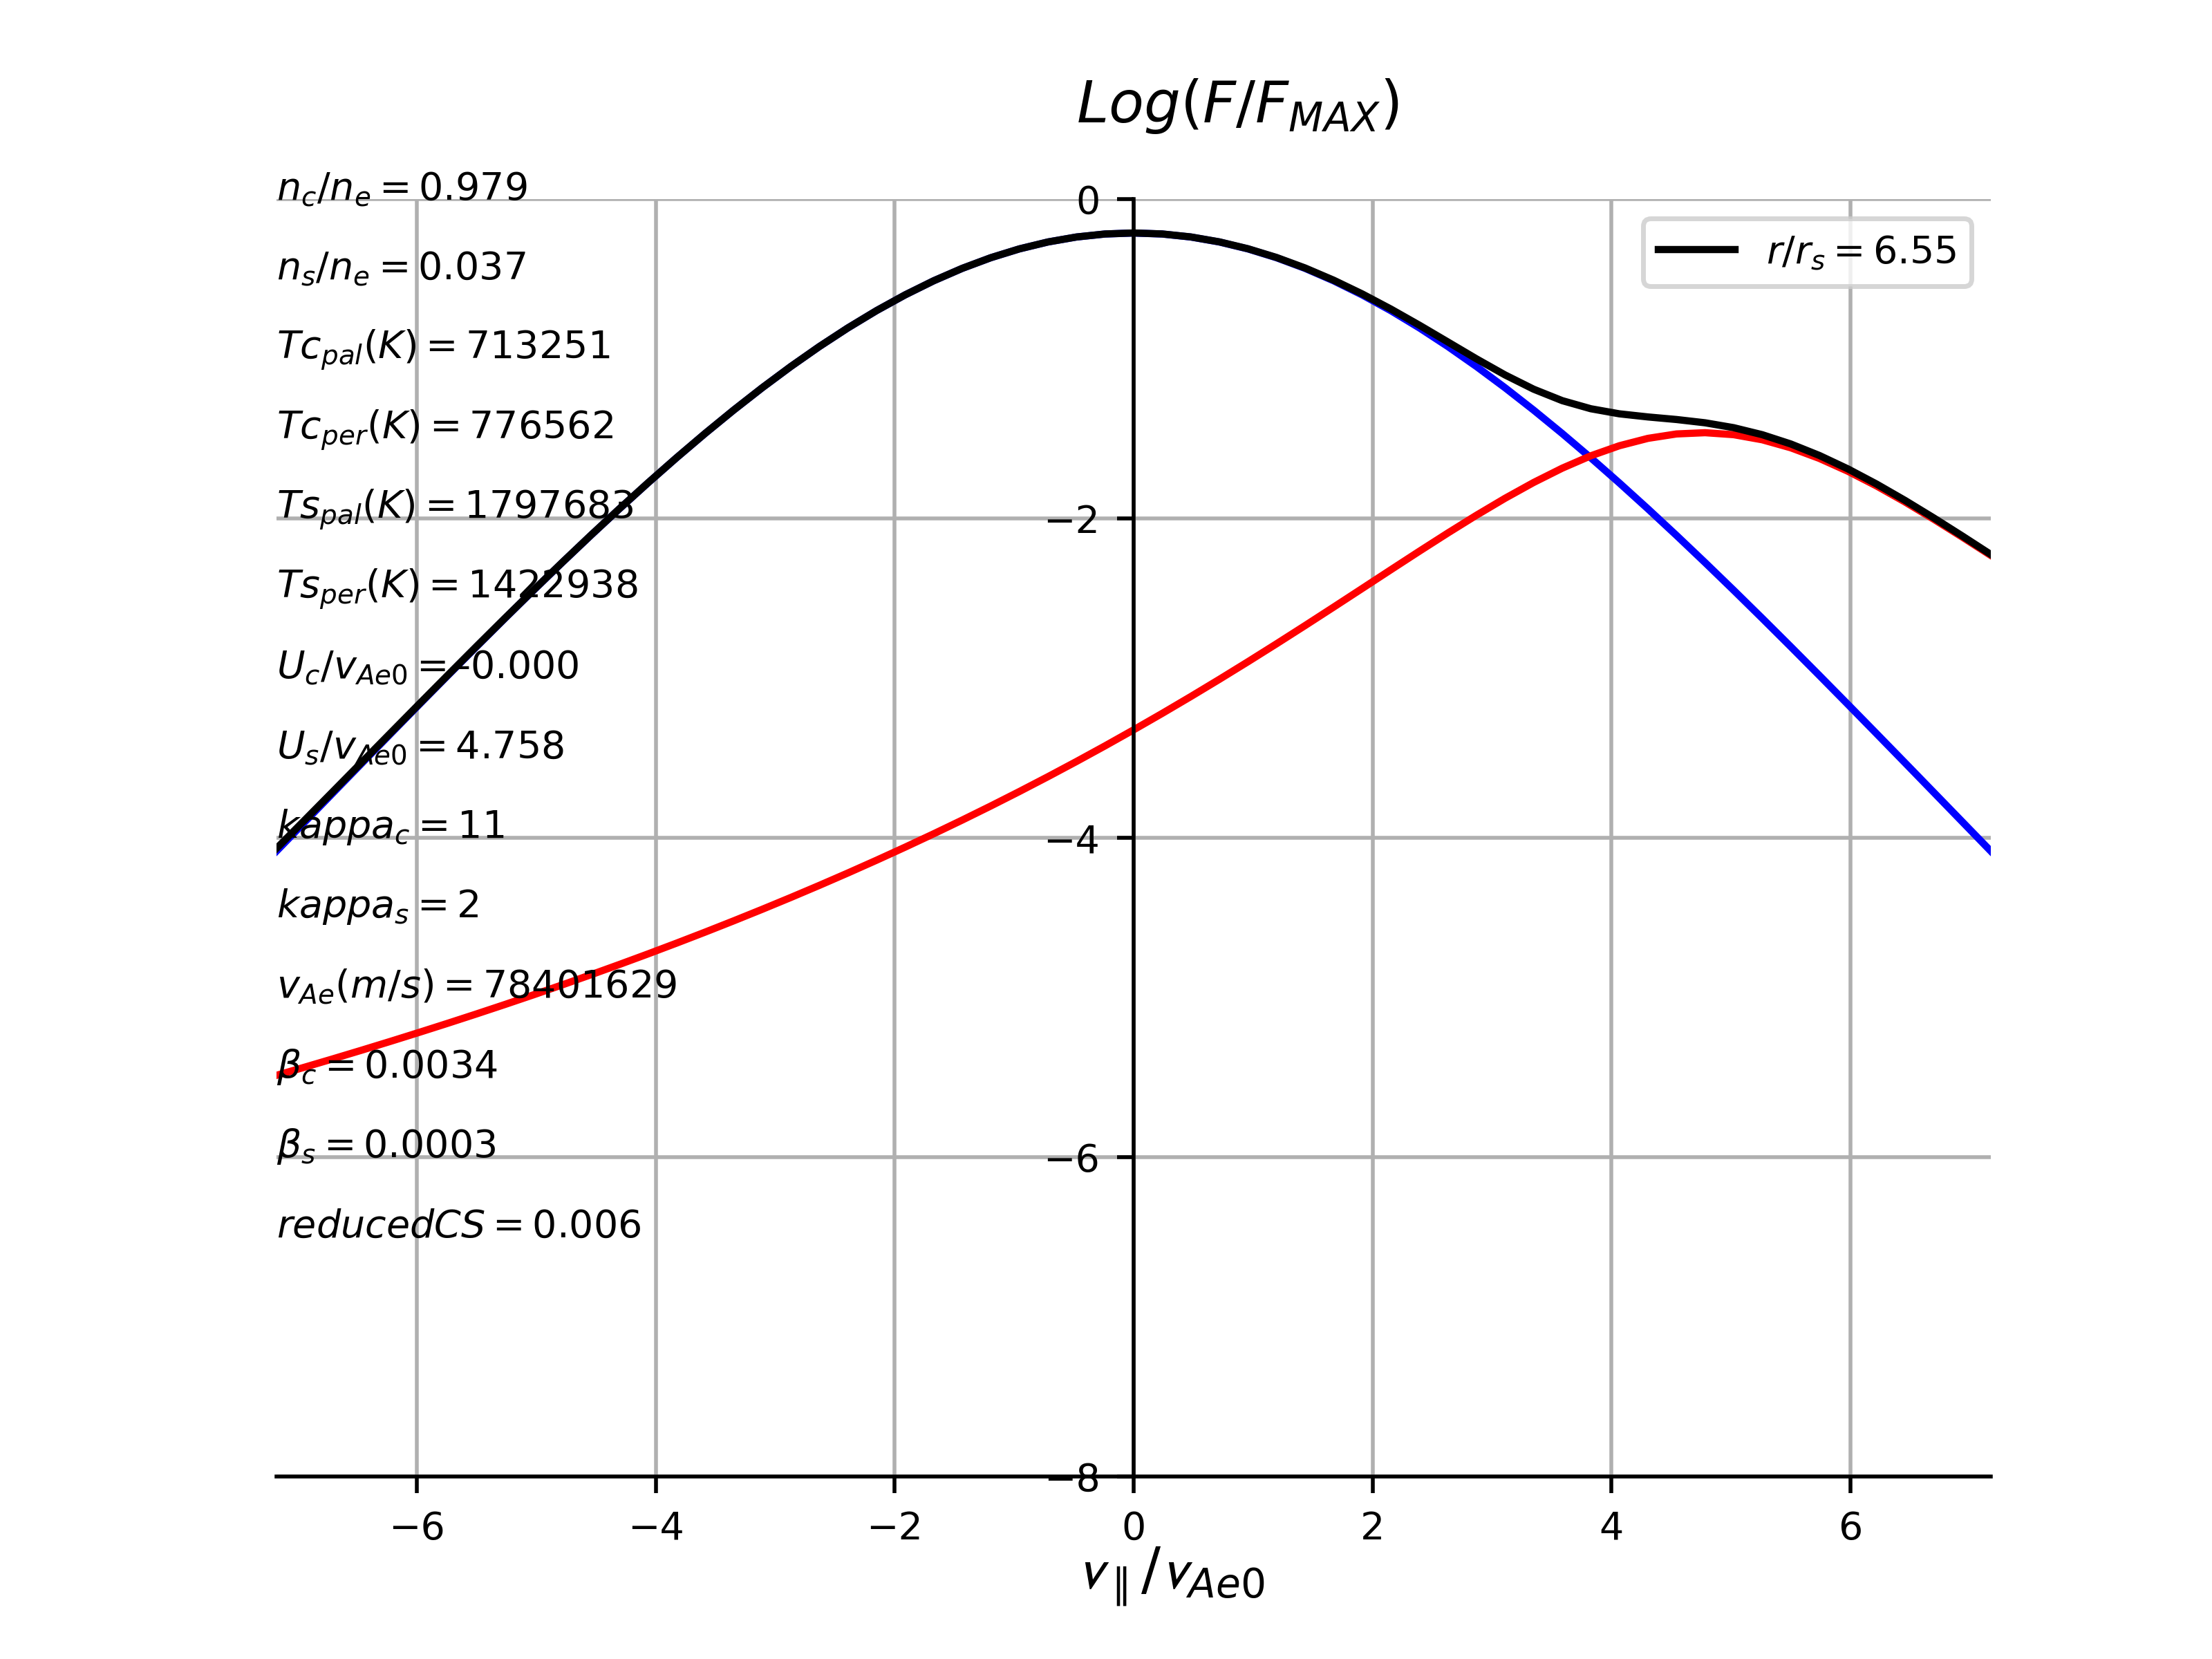 Log(F/F_MAX)
n_c/n_e = 0.979
n_s/n_e = 0.037
Tc_pal(K) = 713251
Tc_per(K) = 776562
Ts_pal(K) = 1797683
Ts_per(K) = 1422938
U_c/v_Ae0 = -0.000
U_s/v_Ae0 = 4.758
kappa_c = 11
kappa_s = 2
v_Ae(m/s) = 78401629
β_c = 0.0034
β_s = 0.0003
reducedCS = 0.006
r/r_s = 6.55
0
−2
−4
−6
−8
−6 −4 −2 0 2 4 6
v_∥/v_Ae0